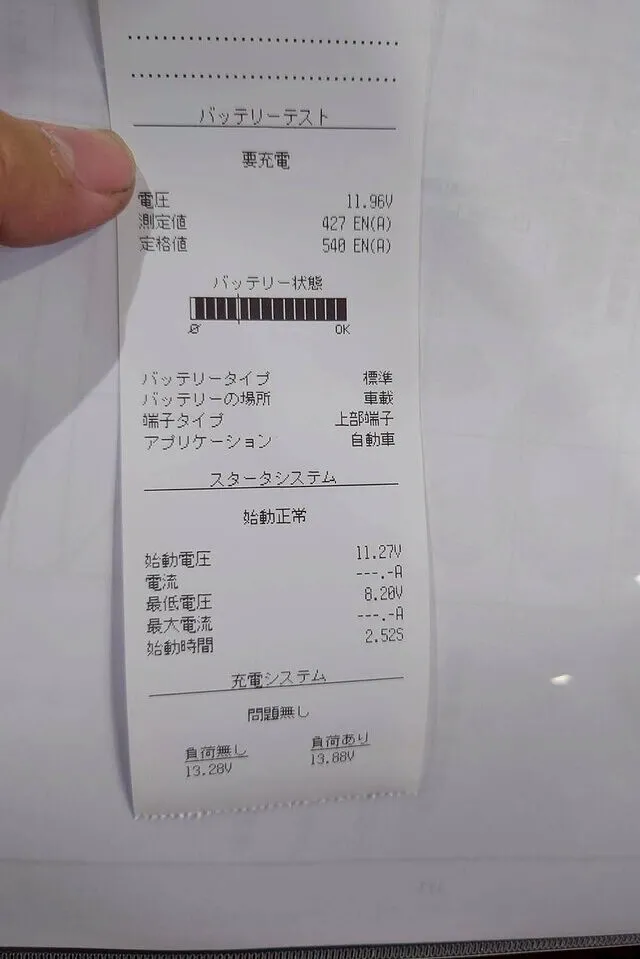 バッテリーテスト
要充電
電圧 11.96V
測定値 427 EN(A)
定格値 540 EN(A)
バッテリー状態
0 OK
バッテリータイプ 標準
バッテリーの場所 車載
端子タイプ 上部端子
アプリケーション 自動車
スタータシステム
始動正常
始動電圧 11.27V
電流 ---.-A
最低電圧 8.20V
最大電流 ---.-A
始動時間 2.52S
充電システム
問題無し
負荷無し 負荷あり
13.28V 13.88V